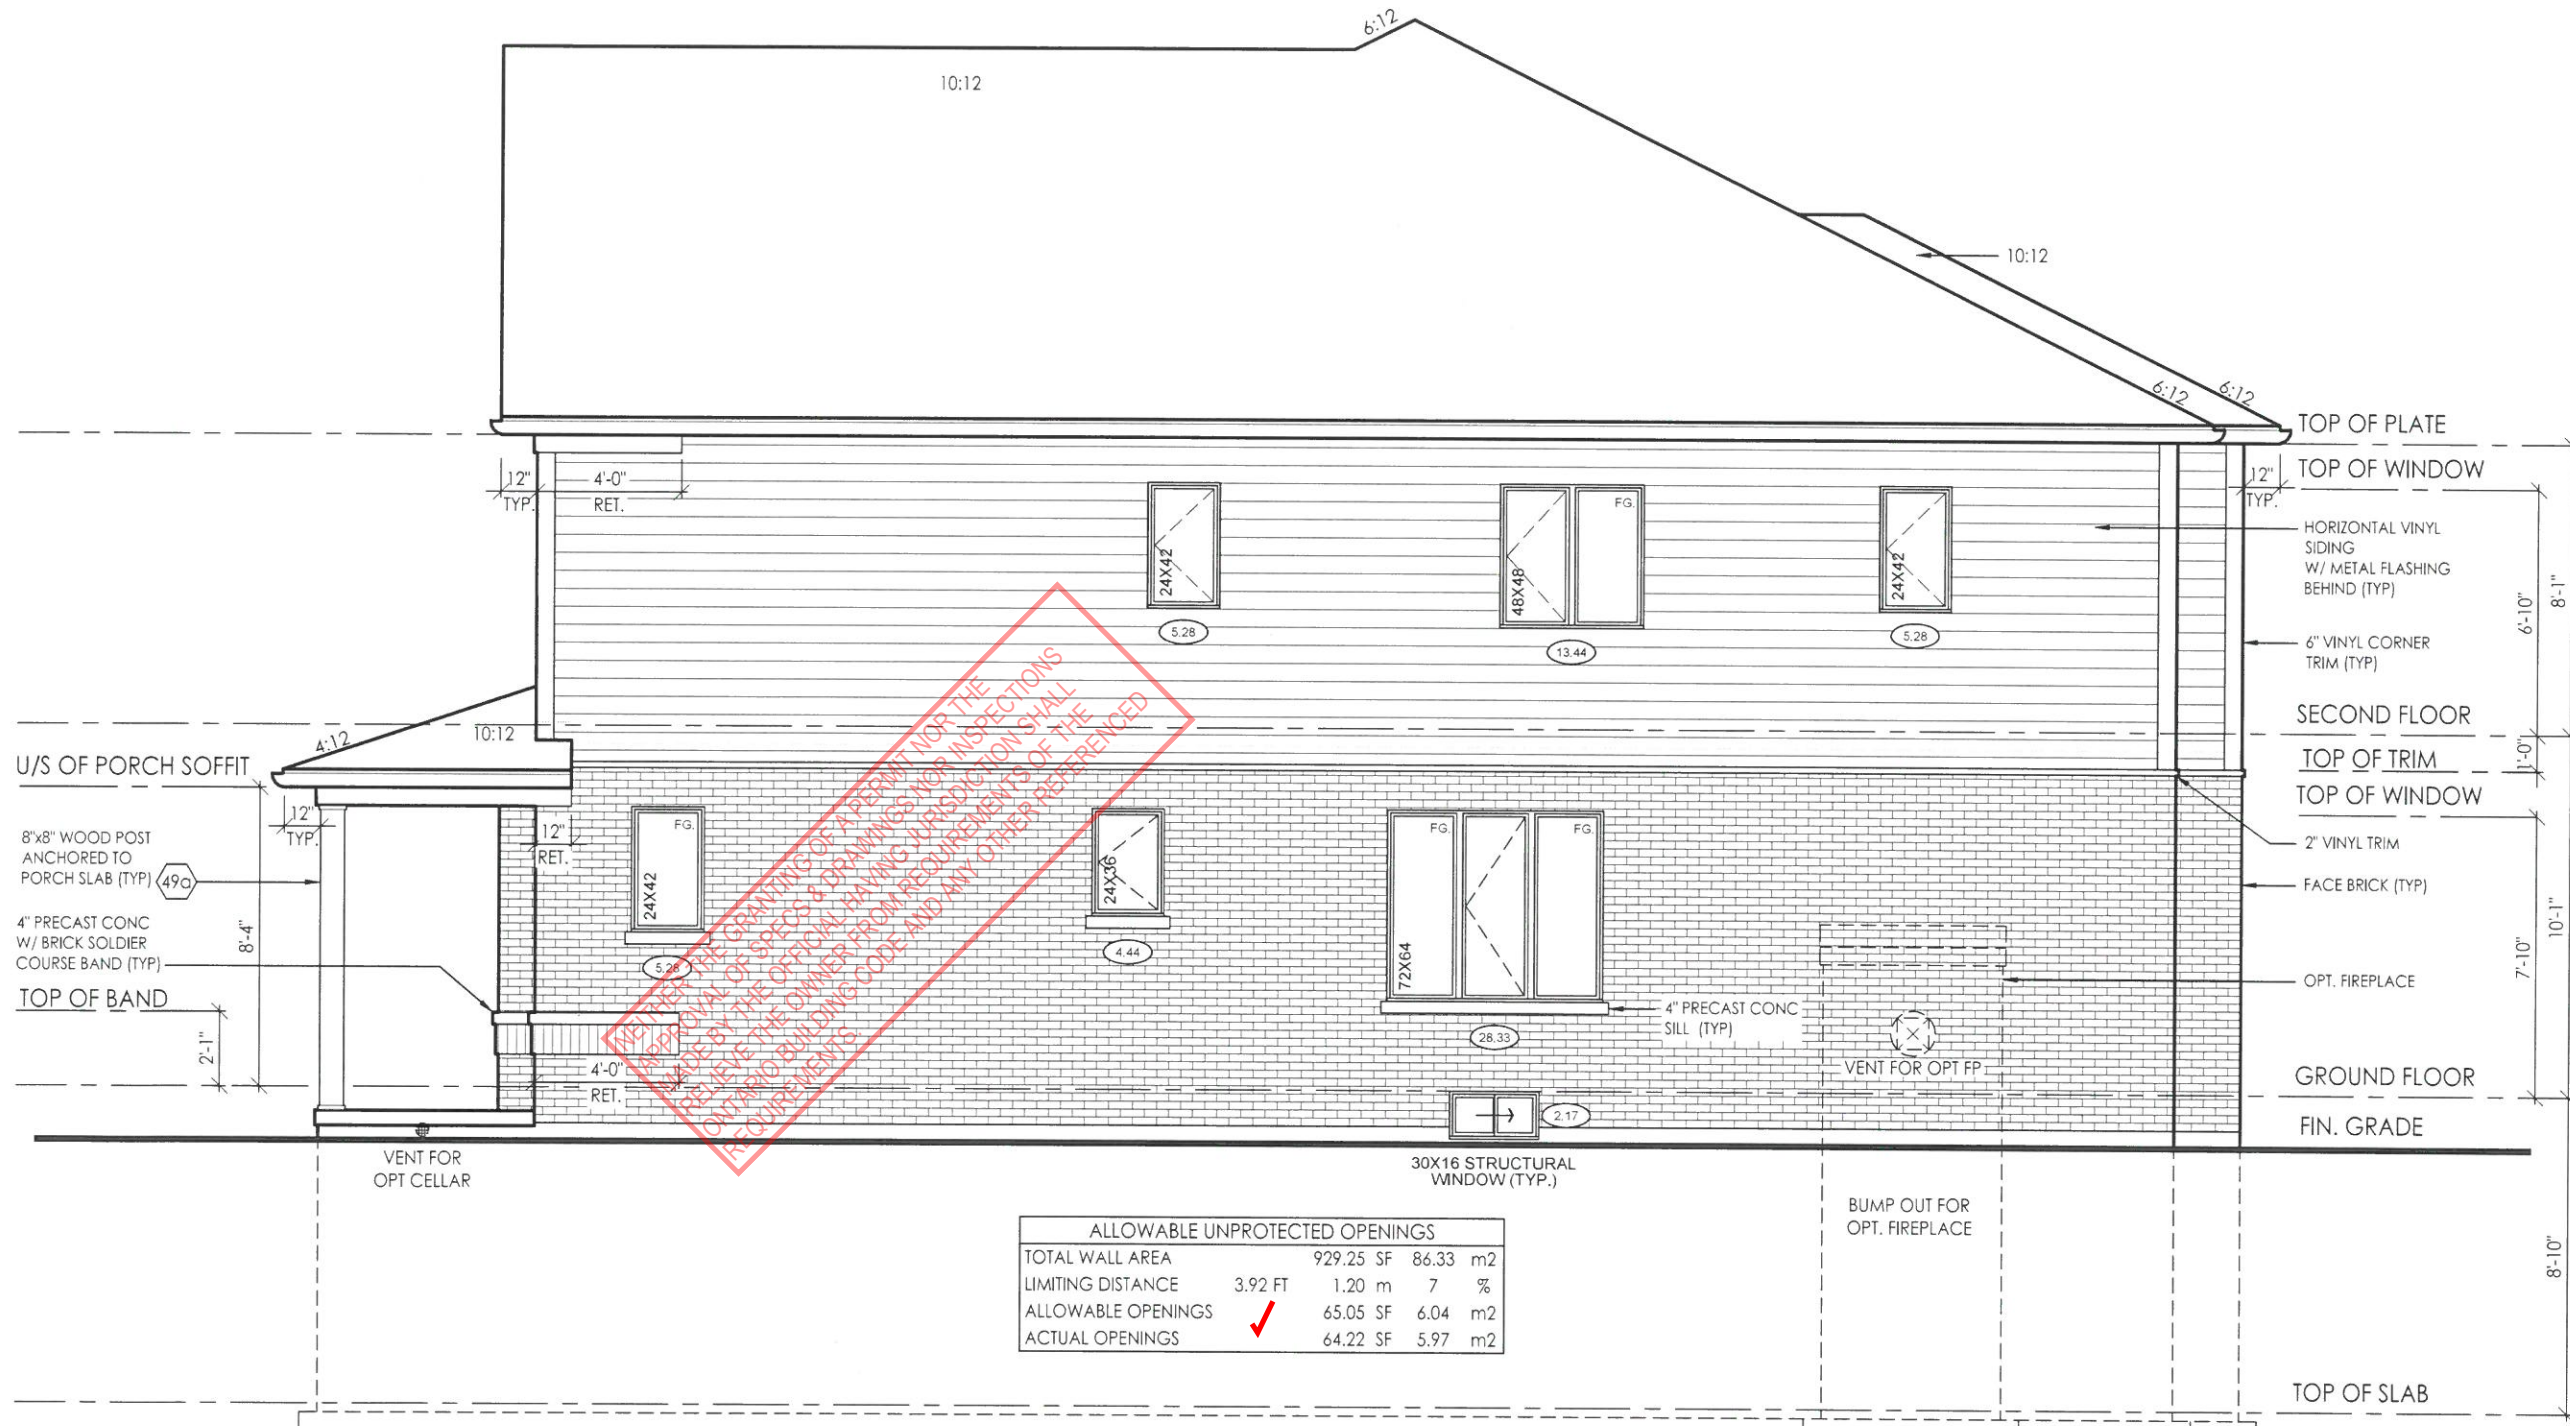 6:12
10:12
10:12
6:12
6:12
TOP OF PLATE
12"
TYP.
4'-0"
RET.
12"
TYP.
TOP OF WINDOW
FG.
24X42
48X48
24X42
5.28
13.44
5.28
HORIZONTAL VINYL
SIDING
W/ METAL FLASHING
BEHIND (TYP)
6'-10"
8'-1"
6" VINYL CORNER
TRIM (TYP)
SECOND FLOOR
4:12
10:12
U/S OF PORCH SOFFIT
TOP OF TRIM
1'-0"
TOP OF WINDOW
12"
TYP.
12"
RET.
FG.
FG.
FG.
24X42
24X36
72X64
8"x8" WOOD POST
ANCHORED TO
PORCH SLAB (TYP)
49a
2" VINYL TRIM
FACE BRICK (TYP)
4" PRECAST CONC
W/ BRICK SOLDIER
COURSE BAND (TYP)
8'-4"
5.28
4.44
28.33
7'-10"
10'-1"
OPT. FIREPLACE
TOP OF BAND
2'-1"
4" PRECAST CONC
SILL (TYP)
VENT FOR OPT FP
4'-0"
RET.
GROUND FLOOR
2.17
FIN. GRADE
NEITHER THE GRANTING OF A PERMIT NOR THE
APPROVAL OF SPECS & DRAWINGS NOR INSPECTIONS
MADE BY THE OFFICIAL HAVING JURISDICTION SHALL
RELIEVE THE OWNER FROM REQUIREMENTS OF THE
ONTARIO BUILDING CODE AND ANY OTHER REFERENCED
REQUIREMENTS.
VENT FOR
OPT CELLAR
30X16 STRUCTURAL
WINDOW (TYP.)
BUMP OUT FOR
OPT. FIREPLACE
8'-10"
ALLOWABLE UNPROTECTED OPENINGS
TOTAL WALL AREA 929.25 SF 86.33 m2
LIMITING DISTANCE 3.92 FT 1.20 m 7 %
ALLOWABLE OPENINGS 65.05 SF 6.04 m2
ACTUAL OPENINGS 64.22 SF 5.97 m2
TOP OF SLAB